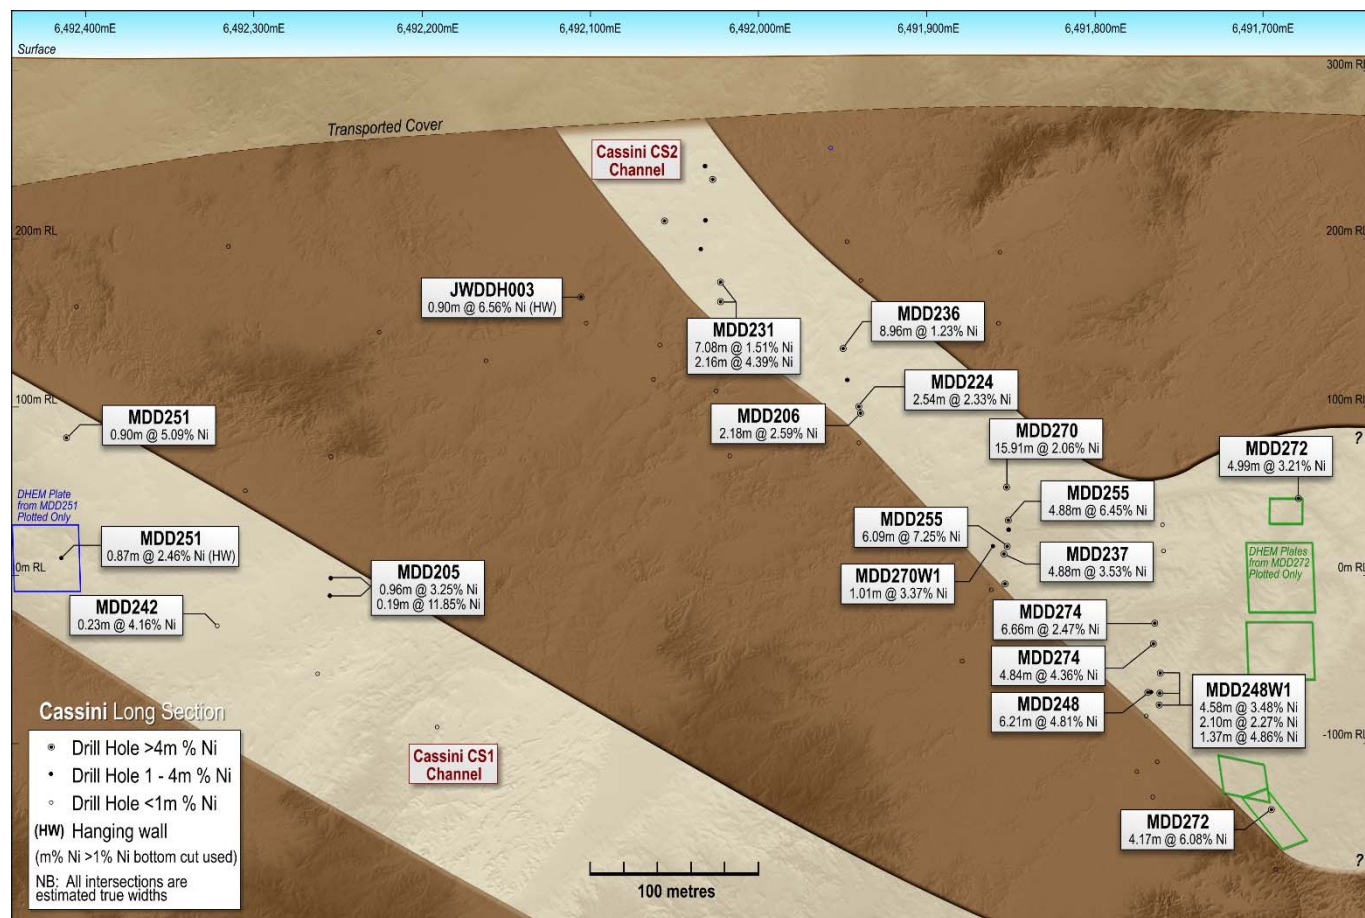 6,492,400mE 6,492,300mE 6,492,200mE 6,492,100mE 6,492,000mE 6,491,900mE 6,491,800mE 6,491,700mE
Surface
300m RL
Transported Cover
Cassini CS2
Channel
200m RL
200m RL
JWDDH003
0.90m @ 6.56% Ni (HW)
MDD231
7.08m @ 1.51% Ni
2.16m @ 4.39% Ni
MDD236
8.96m @ 1.23% Ni
MDD224
2.54m @ 2.33% Ni
MDD206
2.18m @ 2.59% Ni
100m RL
100m RL
MDD251
0.90m @ 5.09% Ni
MDD270
15.91m @ 2.06% Ni
?
MDD272
4.99m @ 3.21% Ni
DHEM Plate
from MDD251
Plotted Only
MDD255
4.88m @ 6.45% Ni
MDD255
6.09m @ 7.25% Ni
MDD251
0.87m @ 2.46% Ni (HW)
MDD237
4.88m @ 3.53% Ni
DHEM Plates
from MDD272
Plotted Only
0m RL
0m RL
MDD205
0.96m @ 3.25% Ni
0.19m @ 11.85% Ni
MDD270W1
1.01m @ 3.37% Ni
MDD242
0.23m @ 4.16% Ni
MDD274
6.66m @ 2.47% Ni
MDD274
4.84m @ 4.36% Ni
MDD248
6.21m @ 4.81% Ni
MDD248W1
4.58m @ 3.48% Ni
2.10m @ 2.27% Ni
1.37m @ 4.86% Ni
-100m RL
Cassini CS1
Channel
MDD272
4.17m @ 6.08% Ni
?
Cassini Long Section
Drill Hole >4m % Ni
Drill Hole 1 - 4m % Ni
Drill Hole <1m % Ni
(HW) Hanging wall
(m% Ni >1% Ni bottom cut used)
NB: All intersections are
estimated true widths
100 metres